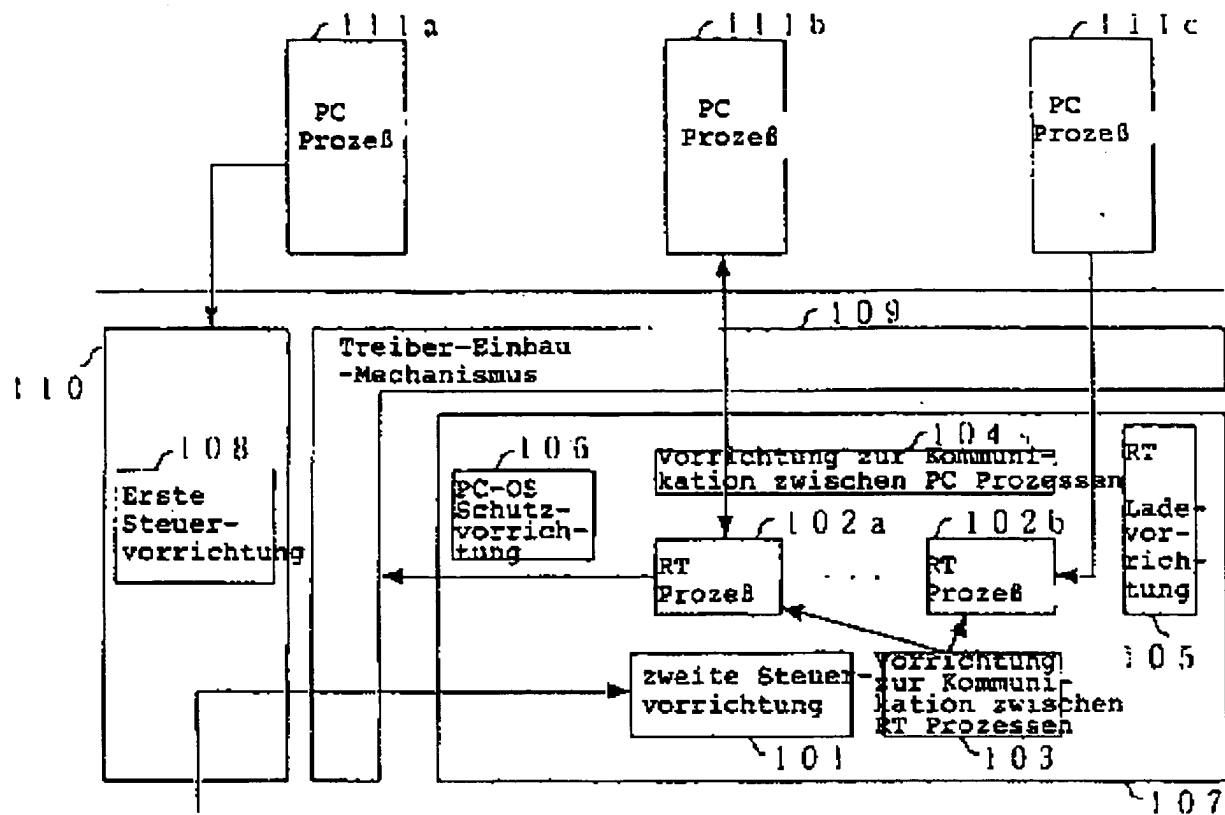 111a
111b
111c
PC
Prozeß
PC
Prozeß
PC
Prozeß
109
Treiber-Einbau
-Mechanismus
110
108
Erste
Steuer-
vorrichtung
106
PC-OS
Schutz-
vorrich-
tung
104
Vorrichtung zur Kommuni-
kation zwischen PC Prozessen
RT
Lade-
vor-
rich-
tung
105
102a
RT
Prozeß
. . .
102b
RT
Prozeß
zweite Steuer-
vorrichtung
101
Vorrichtung
zur Kommuni-
kation zwischen
RT Prozessen
103
107